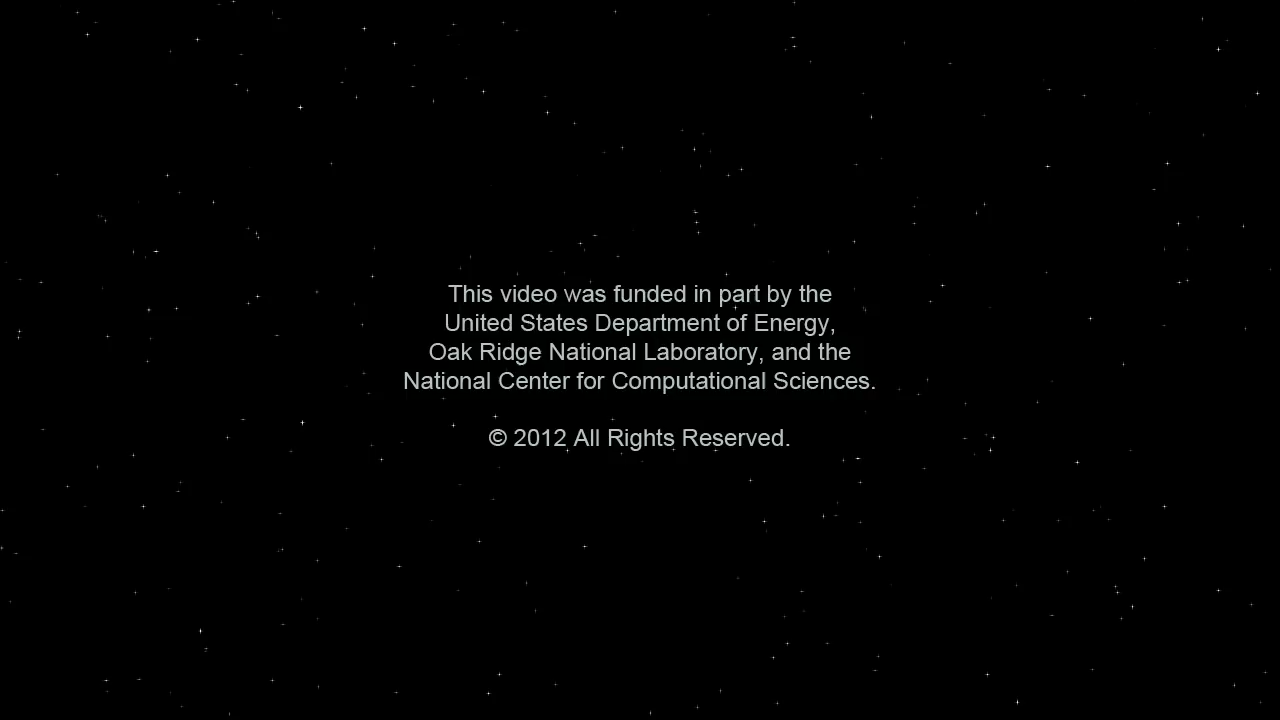 This video was funded in part by the
United States Department of Energy,
Oak Ridge National Laboratory, and the
National Center for Computational Sciences.
© 2012 All Rights Reserved.